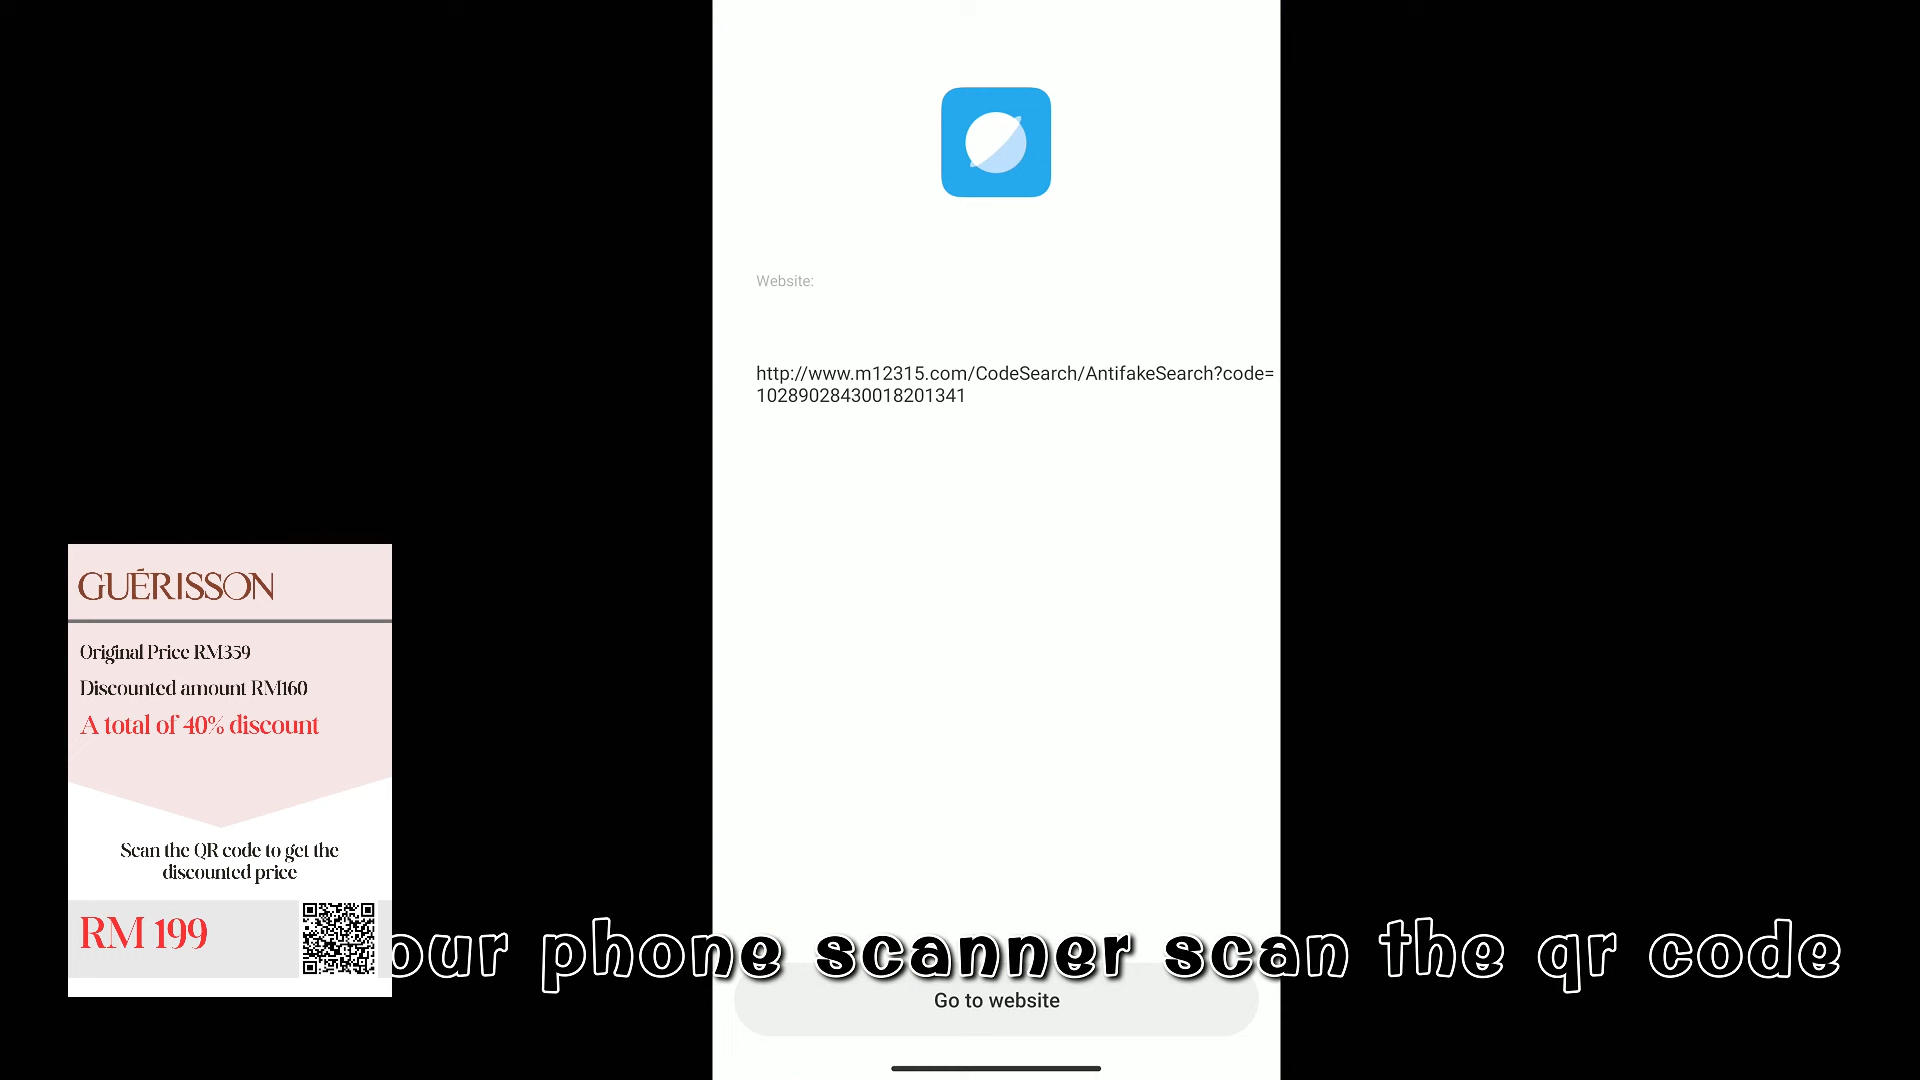 Website:
http://www.m12315.com/CodeSearch/AntifakeSearch?code=
10289028430018201341
GUÉRISSON
Original Price RM359
Discounted amount RM160
A total of 40% discount
Scan the QR code to get the
discounted price
RM 199
our phone scanner scan the qr code
Go to website